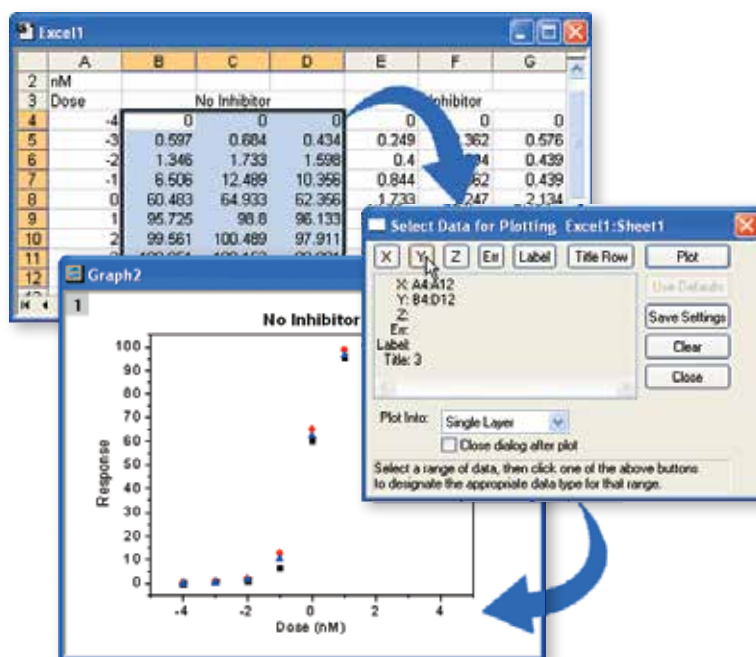 Excel1
A B C D E F G
2 nM
3 Dose No Inhibitor
4 -4 0 0 0 0 0 0
5 -3 0.597 0.684 0.434 0.249 .362 0.576
6 -2 1.346 1.733 1.598 0.4 0.439
7 -1 6.506 12.489 10.356 0.844 0.439
8 0 60.483 64.933 62.356 1.733 .247 2.134
9 1 95.725 98.8 96.133
10 2 99.561 100.489 97.911
11
12
Select Data for Plotting Excel1:Sheet1
X Y Z Err Label Title Row Plot
X: A4:A12
Y: B4:D12
Z:
Err:
Label:
Title: 3
Use Defaults
Save Settings
Clear
Close
Plot Into: Single Layer
Close dialog after plot
Select a range of data, then click one of the above buttons
to designate the appropriate data type for that range.
Graph2
1
No Inhibitor
100
90
80
70
60
50
40
30
20
10
0
Response
-4 -2 0 2 4
Dose (nM)